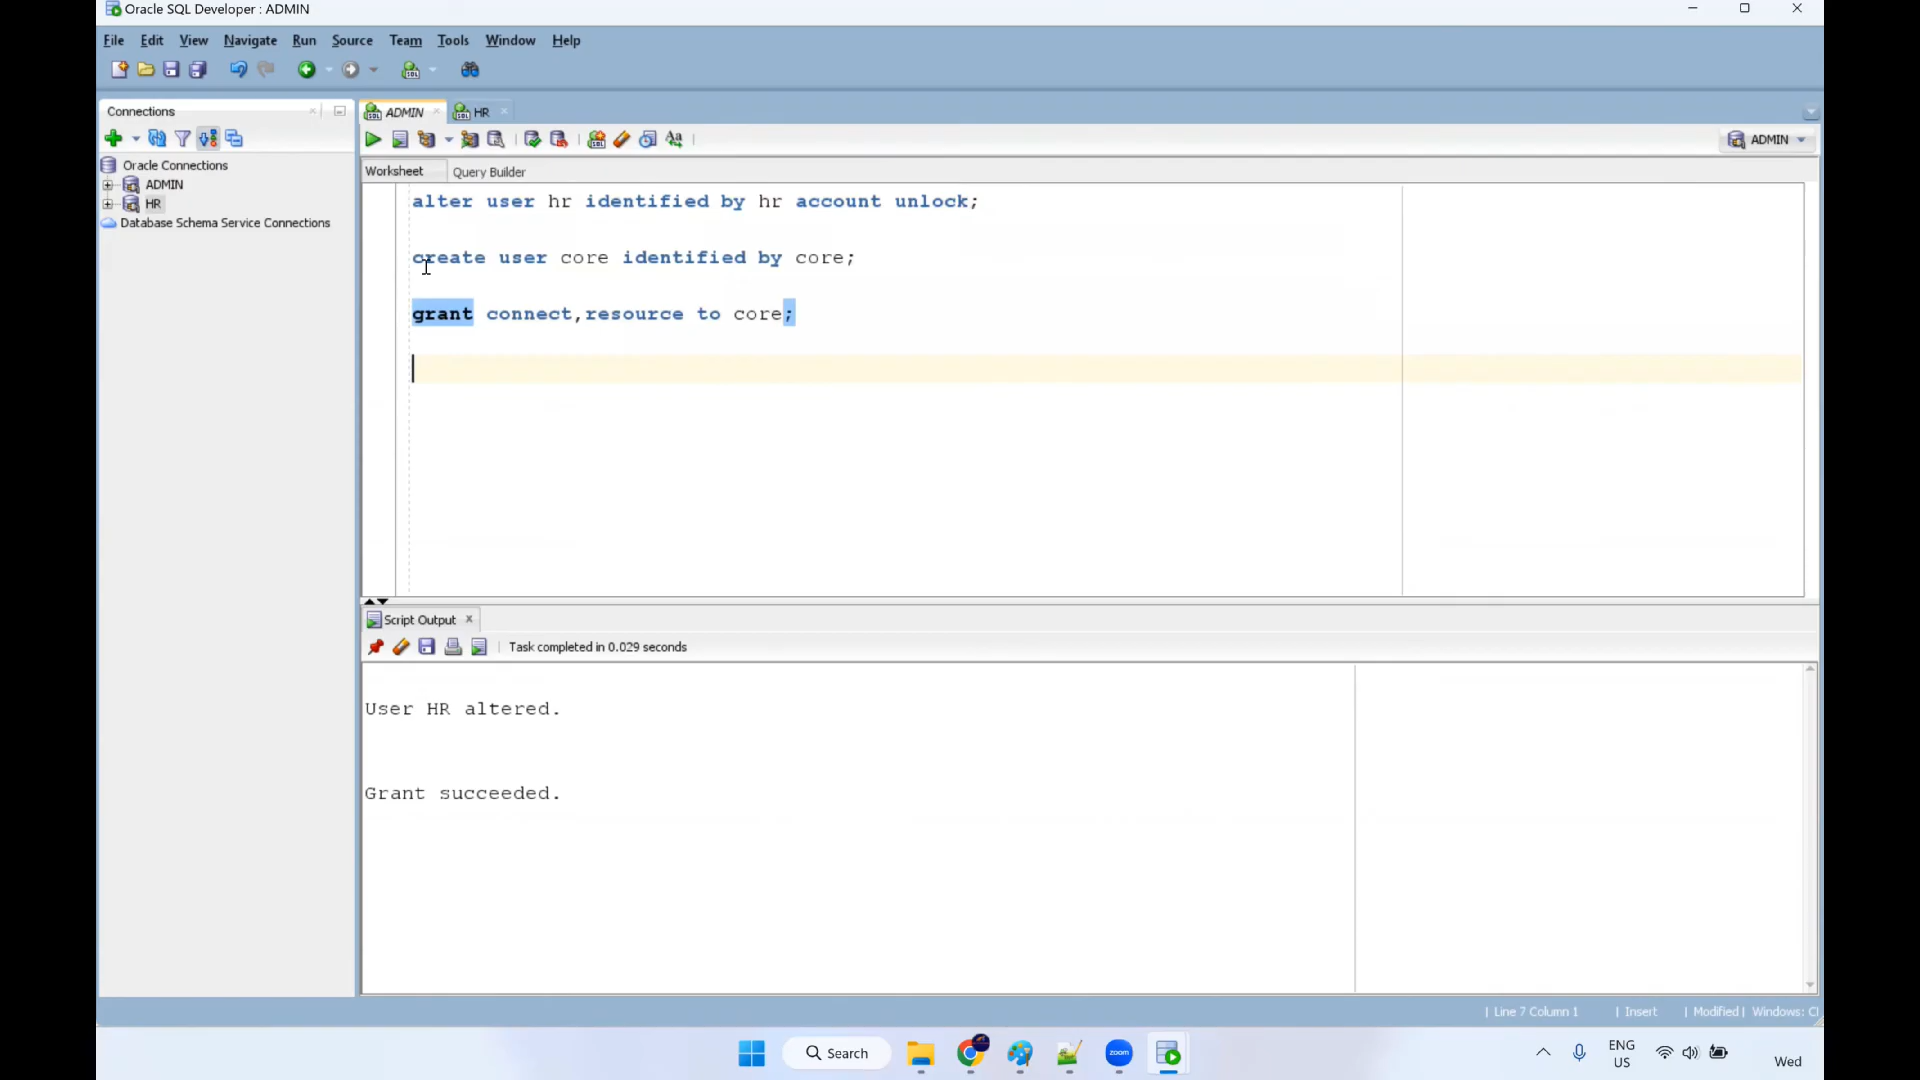 Oracle SQL Developer : ADMIN
File Edit View Navigate Run Source Team Tools Window Help
Connections
ADMIN
HR
ADMIN
Oracle Connections
ADMIN
HR
Database Schema Service Connections
Worksheet
Query Builder
alter user hr identified by hr account unlock;
create user core identified by core;
grant connect,resource to core;
Script Output
Task completed in 0.029 seconds
User HR altered.
Grant succeeded.
Line 7 Column 1 | Insert | Modified | Windows: Cl
Search
zoom
ENG
US
Wed